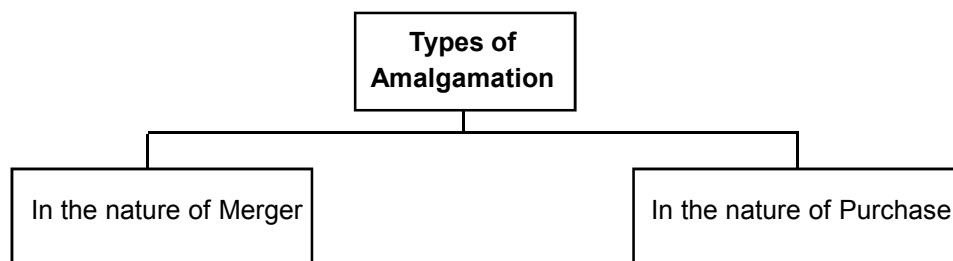 Types of
Amalgamation
In the nature of Merger
In the nature of Purchase